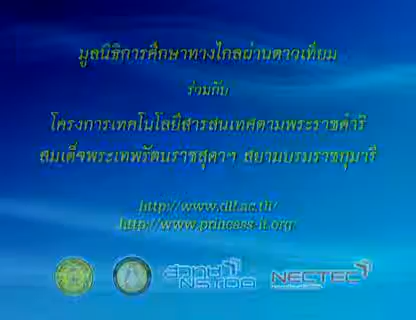 มูลนิธิการศึกษาทางไกลผ่านดาวเทียม
ร่วมกับ
โครงการเทคโนโลยีสารสนเทศตามพระราชดำริ
สมเด็จพระเทพรัตนราชสุดาฯ สยามบรมราชกุมารี
http://www.dlf.ac.th/
http://www.princess-it.org/
สวทช NECTEC
NSTDA